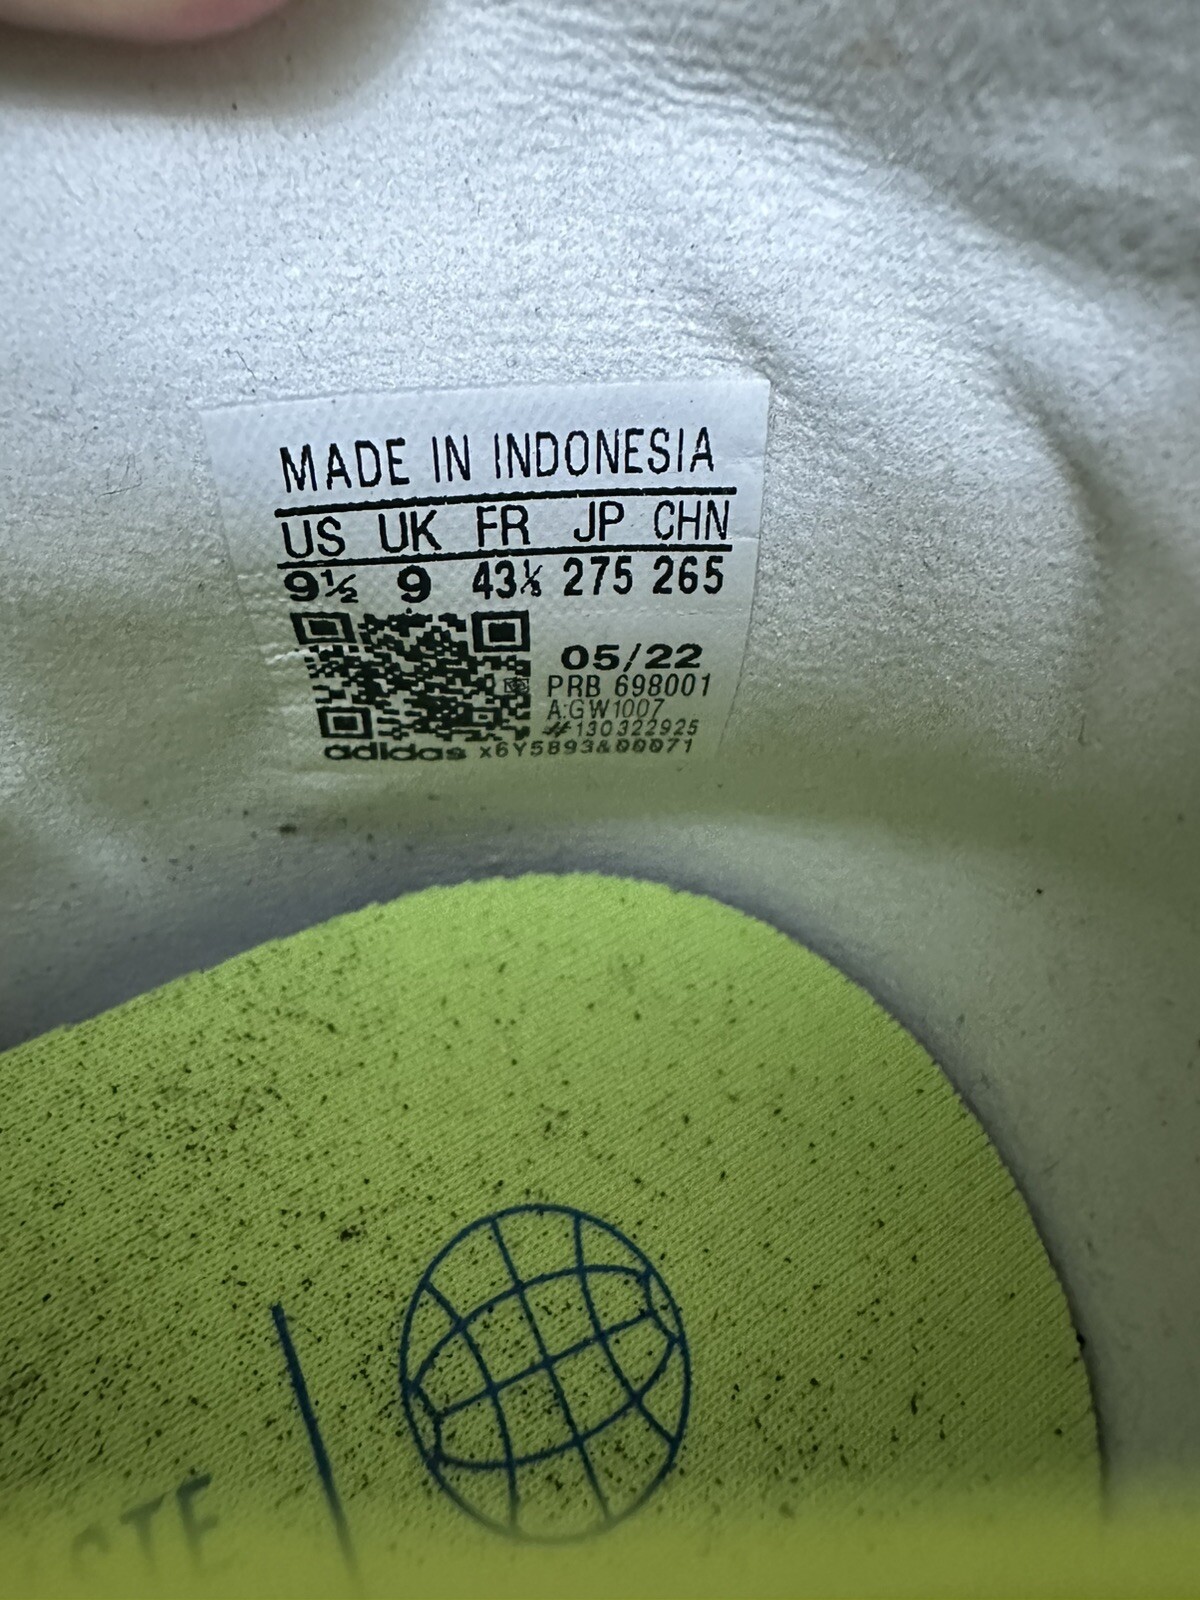 MADE IN INDONESIA
US UK FR JP CHN
9½ 9 43⅓ 275 265
05/22
PRB 698001
A:GW1007
#130322925
adidas x6Y5893&00071